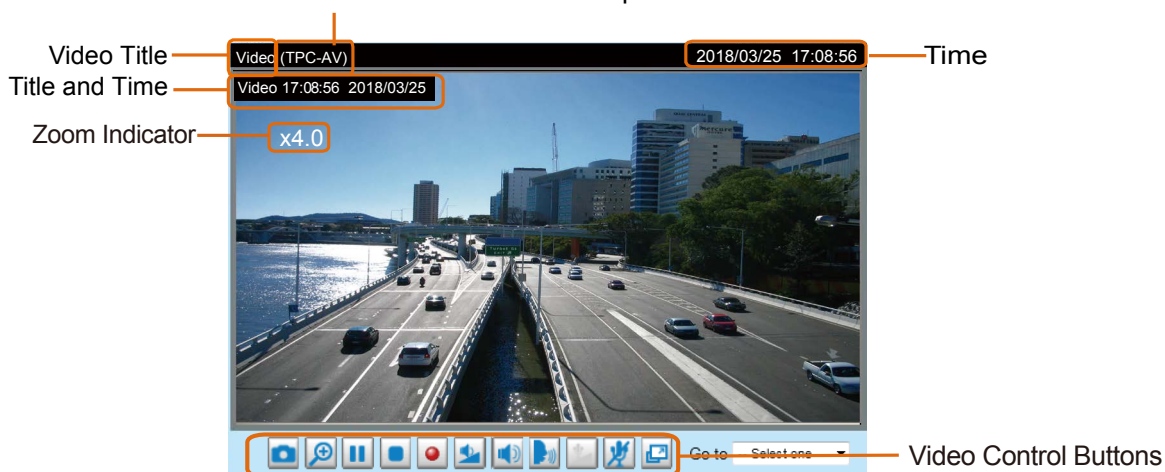 Video Title
Video (TPC-AV)
2018/03/25 17:08:56
Time
Title and Time
Video 17:08:56 2018/03/25
Zoom Indicator
x4.0
Go to
Select one
Video Control Buttons